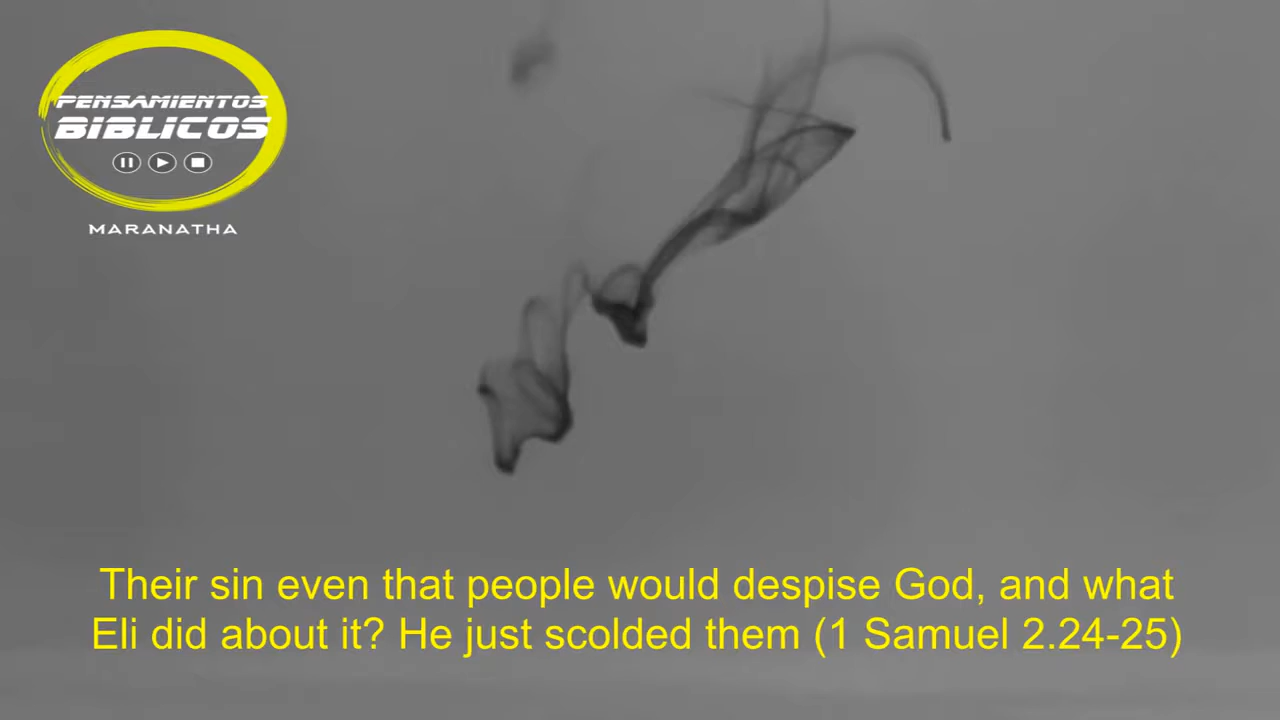 PENSAMIENTOS
BIBLICOS
MARANATHA
Their sin even that people would despise God, and what
Eli did about it? He just scolded them (1 Samuel 2.24-25)